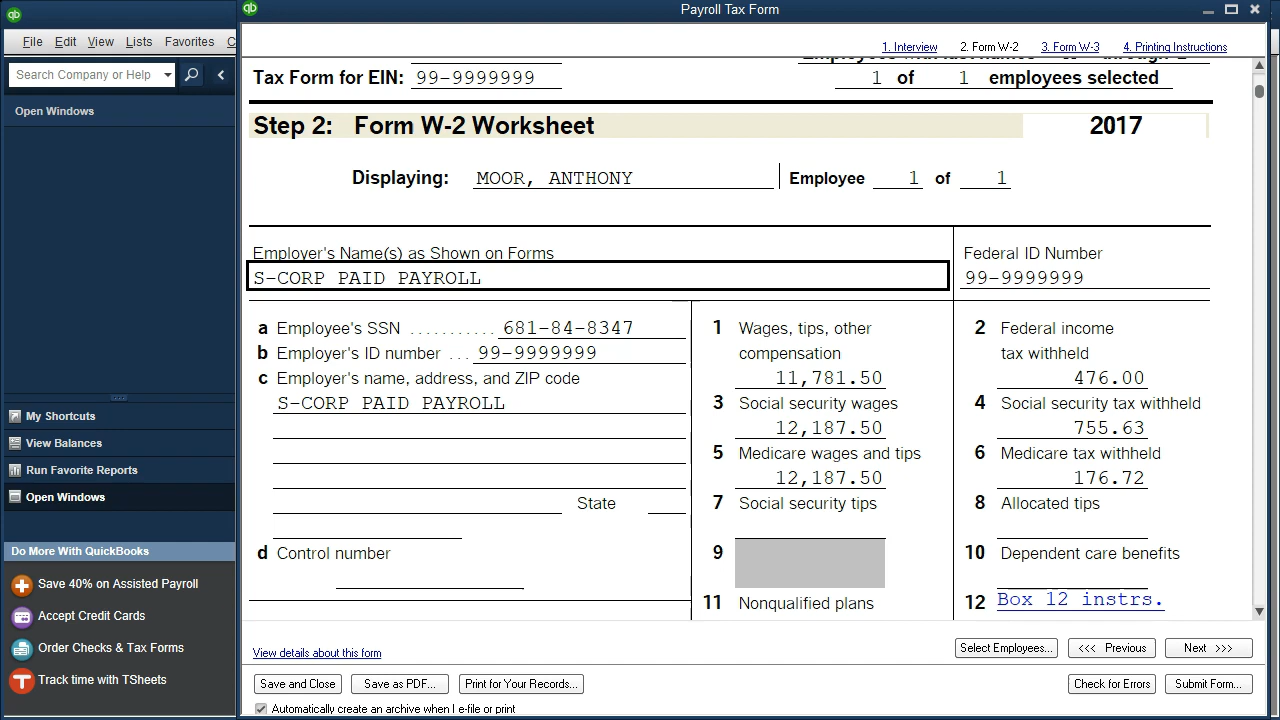 Payroll Tax Form
File Edit View Lists Favorites C
1. Interview 2. Form W-2 3. Form W-3 4. Printing Instructions
Search Company or Help
Tax Form for EIN: 99-9999999 1 of 1 employees selected
Open Windows
Step 2: Form W-2 Worksheet 2017
Displaying: MOOR, ANTHONY Employee 1 of 1
Employer's Name(s) as Shown on Forms
S-CORP PAID PAYROLL
Federal ID Number
99-9999999
a Employee's SSN ........... 681-84-8347
b Employer's ID number ... 99-9999999
c Employer's name, address, and ZIP code
S-CORP PAID PAYROLL
State
d Control number
1 Wages, tips, other
compensation
11,781.50
2 Federal income
tax withheld
476.00
3 Social security wages
12,187.50
4 Social security tax withheld
755.63
5 Medicare wages and tips
12,187.50
6 Medicare tax withheld
176.72
7 Social security tips
8 Allocated tips
9
10 Dependent care benefits
11 Nonqualified plans
12 Box 12 instrs.
My Shortcuts
View Balances
Run Favorite Reports
Open Windows
Do More With QuickBooks
Save 40% on Assisted Payroll
Accept Credit Cards
Order Checks & Tax Forms
Track time with TSheets
View details about this form
Select Employees... <<< Previous Next >>>
Save and Close Save as PDF... Print for Your Records... Check for Errors Submit Form...
Automatically create an archive when I e-file or print